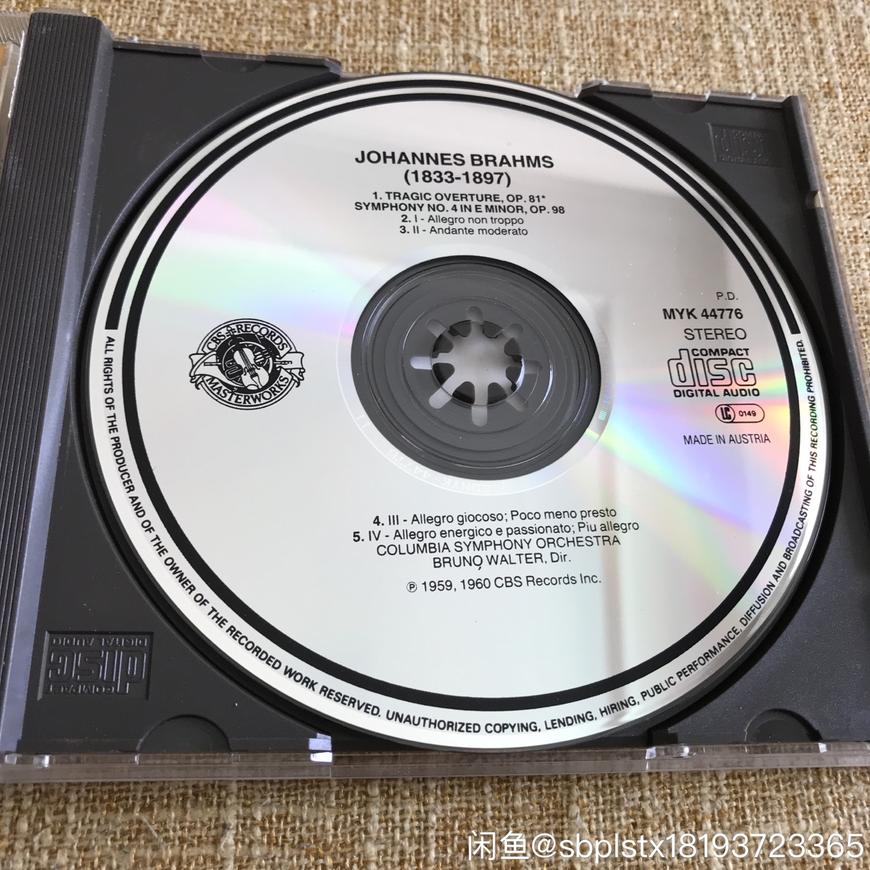 JOHANNES BRAHMS
(1833-1897)
1. TRAGIC OVERTURE, OP. 81*
SYMPHONY NO. 4 IN E MINOR, OP. 98
2. I - Allegro non troppo
3. II - Andante moderato
CBS RECORDS
MASTERWORKS
P.D.
MYK 44776
STEREO
COMPACT
disc
DIGITAL AUDIO
LC 0149
MADE IN AUSTRIA
4. III - Allegro giocoso; Poco meno presto
5. IV - Allegro energico e passionato; Piu allegro
COLUMBIA SYMPHONY ORCHESTRA
BRUNO WALTER, Dir.
℗ 1959, 1960 CBS Records Inc.
ALL RIGHTS OF THE PRODUCER AND OF THE OWNER OF THE RECORDED WORK RESERVED. UNAUTHORIZED COPYING, LENDING, HIRING, PUBLIC PERFORMANCE, DIFFUSION AND BROADCASTING OF THIS RECORDING PROHIBITED.
COMPACT
disc
DIGITAL AUDIO
闲鱼@sbplstx18193723365